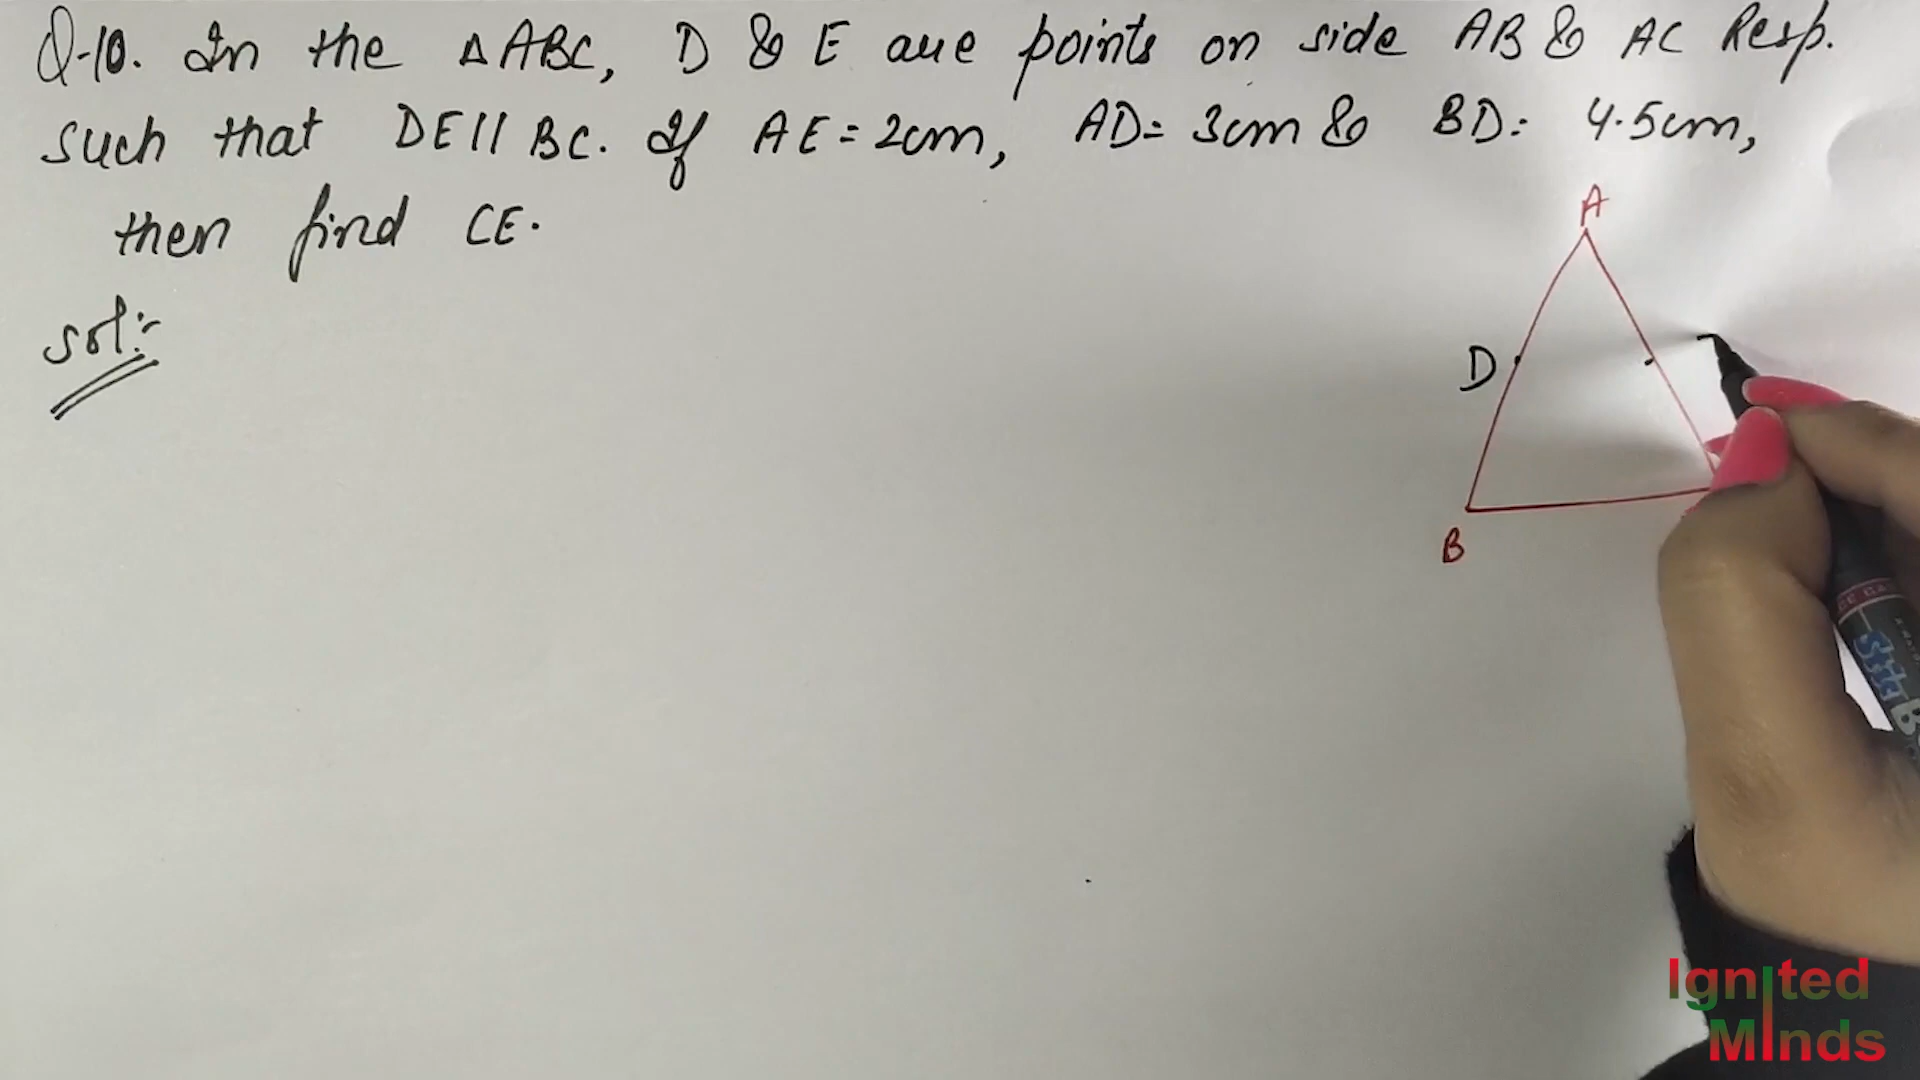 Q-10. In the △ABC, D & E are points on side AB & AC Resp.
such that DE||BC. If AE=2cm, AD= 3cm & BD= 4.5cm,
then find CE.
Sol:-
A
D
B
Ignited
Minds